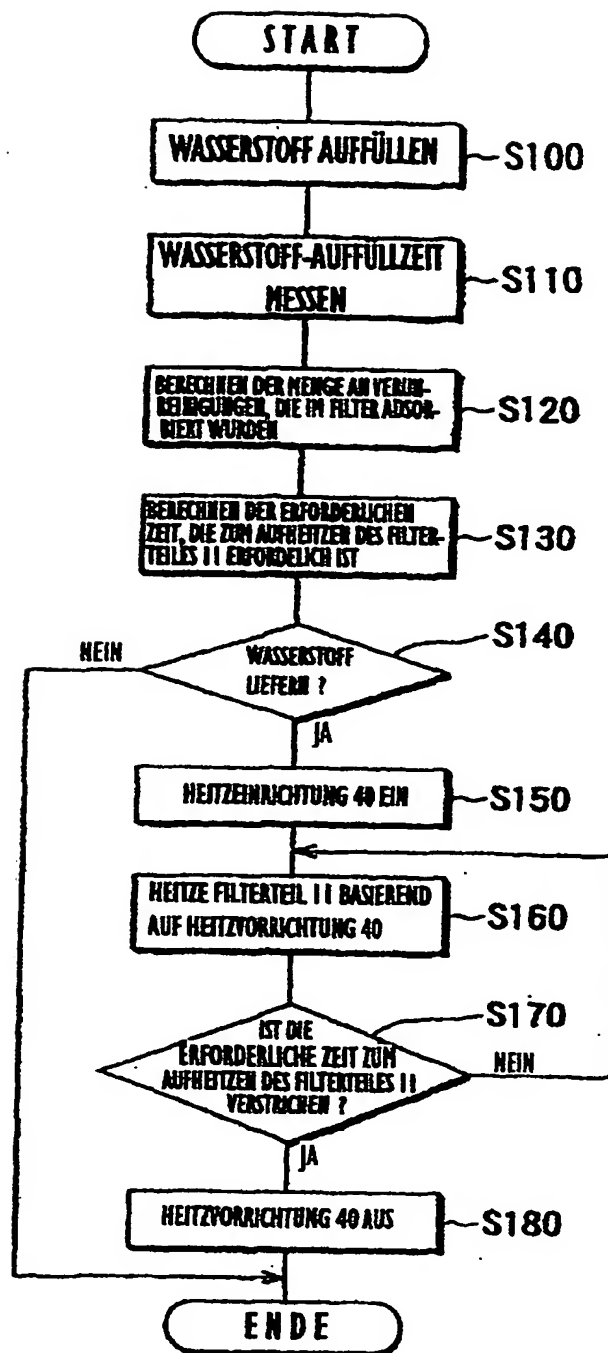 START
WASSERSTOFF AUFFÜLLEN
S100
WASSERSTOFF-AUFFÜLLZEIT
MESSEN
S110
BERECHNEN DER MENGE AN VERUN-
REINIGUNGEN, DIE IM FILTER ADSOR-
BIERT WURDEN
S120
BERECHNEN DER ERFORDERLICHEN
ZEIT, DIE ZUM AUFHEITZEN DES FILTER-
TEILES 11 ERFORDELICH IST
S130
S140
NEIN
WASSERSTOFF
LIEFERN ?
JA
HEITZEINRICHTUNG 40 EIN
S150
HEITZE FILTERTEIL 11 BASIEREND
AUF HEITZVORRICHTUNG 40
S160
S170
IST DIE
ERFORDERLICHE ZEIT ZUM
AUFHEITZEN DES FILTERTEILES 11
VERSTRICHEN ?
NEIN
JA
HEITZVORRICHTUNG 40 AUS
S180
ENDE